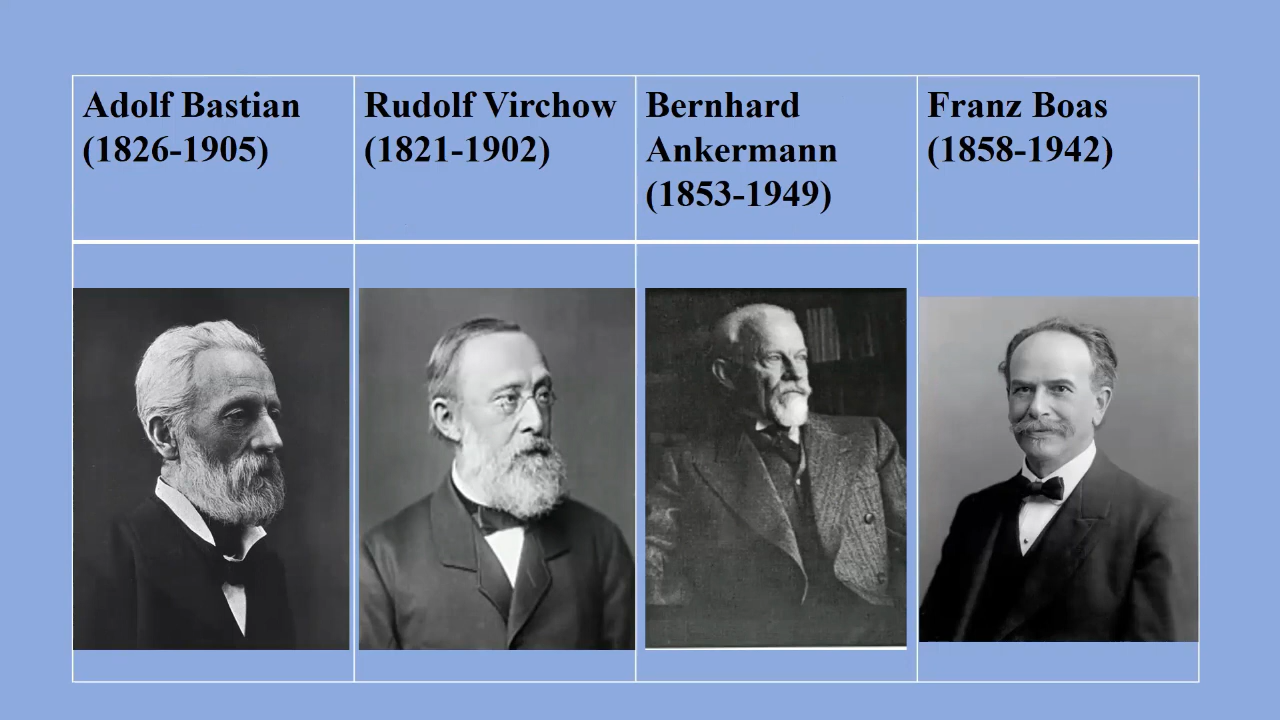 Adolf Bastian
(1826-1905)
Rudolf Virchow
(1821-1902)
Bernhard
Ankermann
(1853-1949)
Franz Boas
(1858-1942)